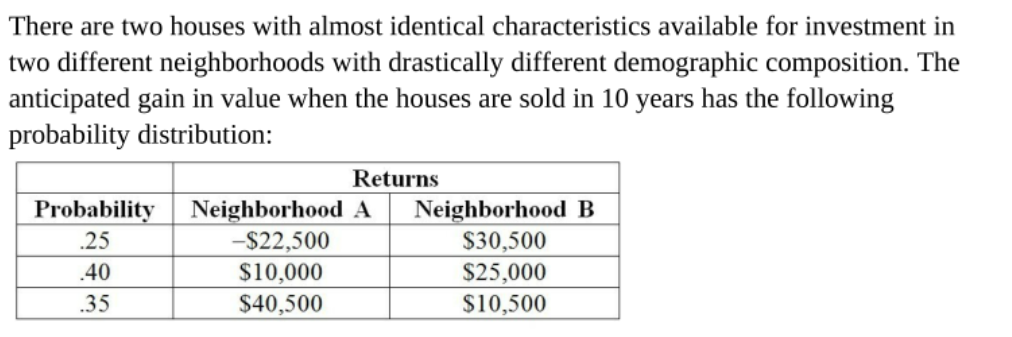 There are two houses with almost identical characteristics available for investment in
two different neighborhoods with drastically different demographic composition. The
anticipated gain in value when the houses are sold in 10 years has the following
probability distribution:
Returns
Probability Neighborhood A Neighborhood B
.25 –$22,500 $30,500
.40 $10,000 $25,000
.35 $40,500 $10,500